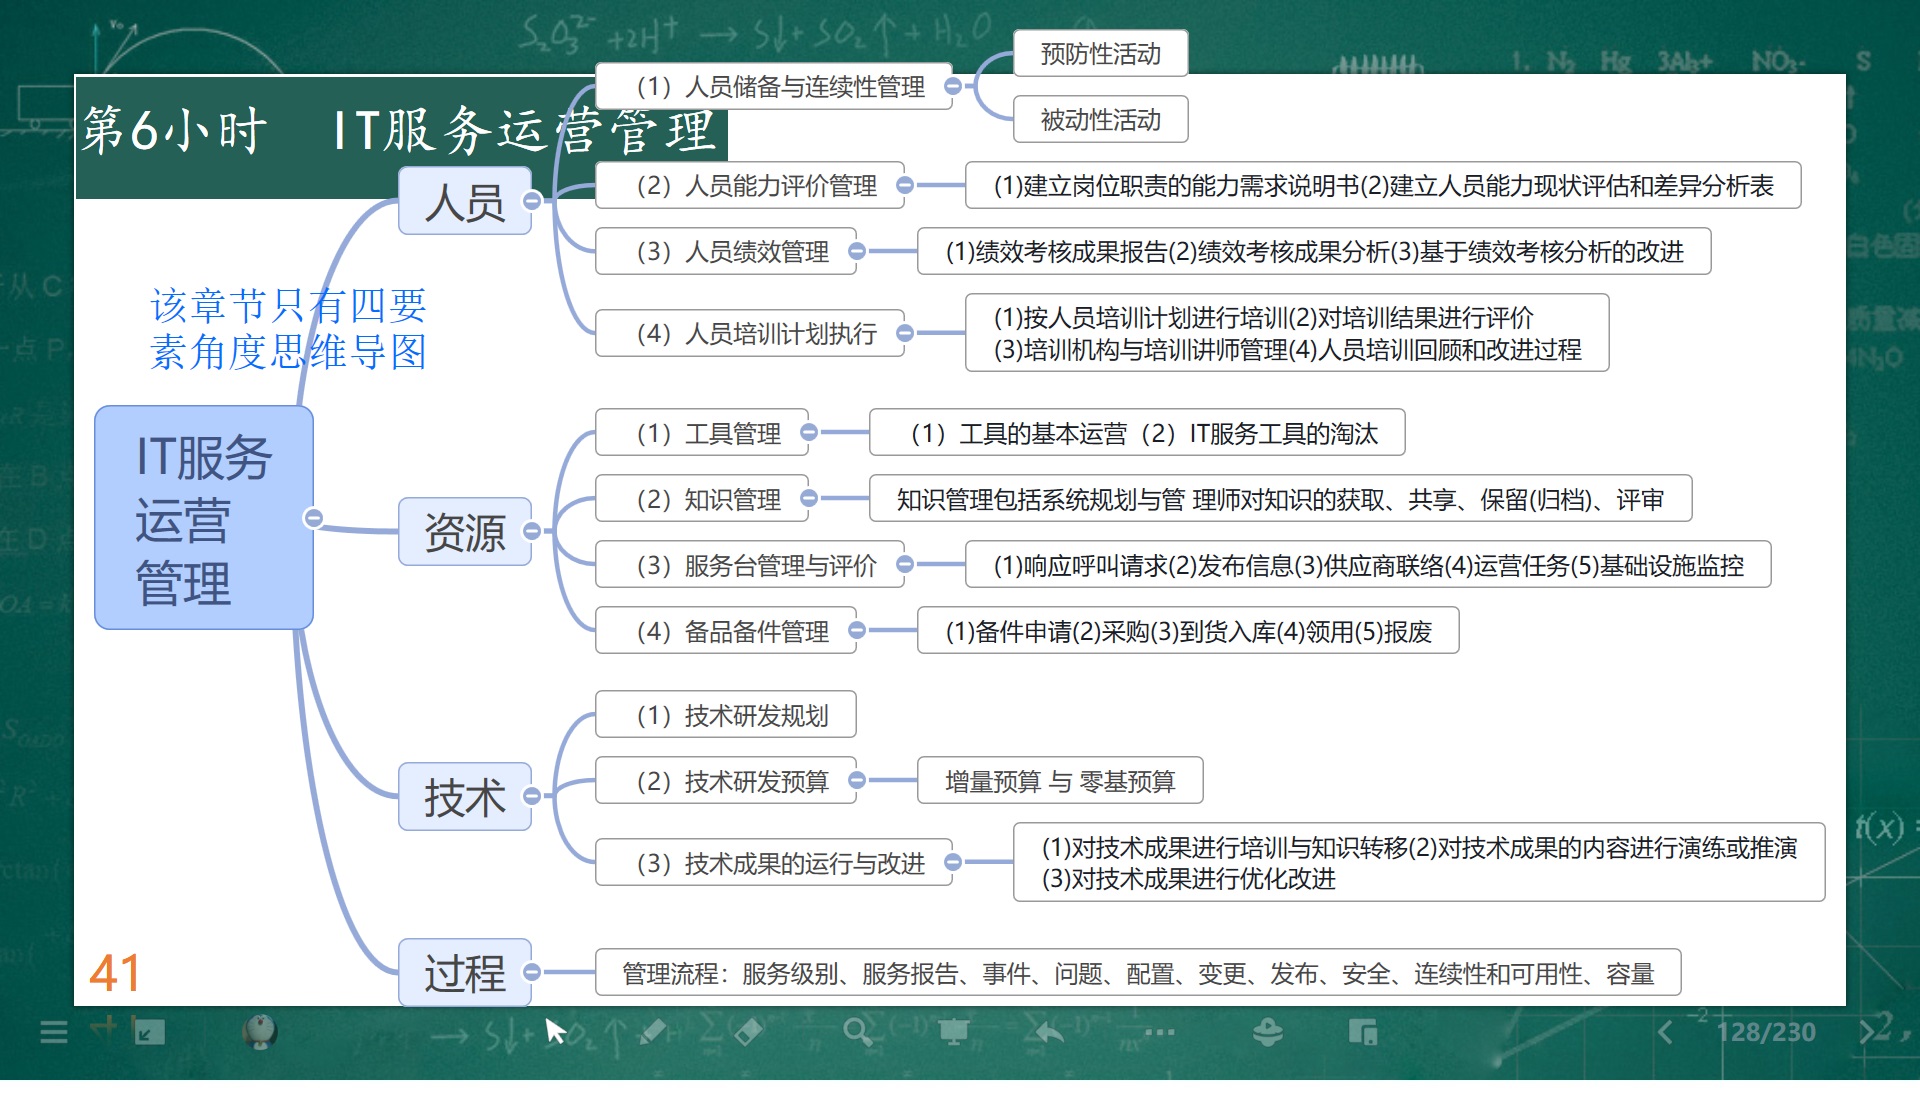 S₂O₃²⁻ +2H⁺ → S↓+ SO₂↑+H₂O
1. N₂ Hg 3Al₃+ NO₃- S
第6小时 IT服务运营管理
该章节只有四要
素角度思维导图
IT服务
运营
管理
人员
（1）人员储备与连续性管理
预防性活动
被动性活动
（2）人员能力评价管理
(1)建立岗位职责的能力需求说明书(2)建立人员能力现状评估和差异分析表
（3）人员绩效管理
(1)绩效考核成果报告(2)绩效考核成果分析(3)基于绩效考核分析的改进
（4）人员培训计划执行
(1)按人员培训计划进行培训(2)对培训结果进行评价
(3)培训机构与培训讲师管理(4)人员培训回顾和改进过程
资源
（1）工具管理
（1）工具的基本运营（2）IT服务工具的淘汰
（2）知识管理
知识管理包括系统规划与管 理师对知识的获取、共享、保留(归档)、评审
（3）服务台管理与评价
(1)响应呼叫请求(2)发布信息(3)供应商联络(4)运营任务(5)基础设施监控
（4）备品备件管理
(1)备件申请(2)采购(3)到货入库(4)领用(5)报废
技术
（1）技术研发规划
（2）技术研发预算
增量预算 与 零基预算
（3）技术成果的运行与改进
(1)对技术成果进行培训与知识转移(2)对技术成果的内容进行演练或推演
(3)对技术成果进行优化改进
过程
管理流程：服务级别、服务报告、事件、问题、配置、变更、发布、安全、连续性和可用性、容量
41
128/230